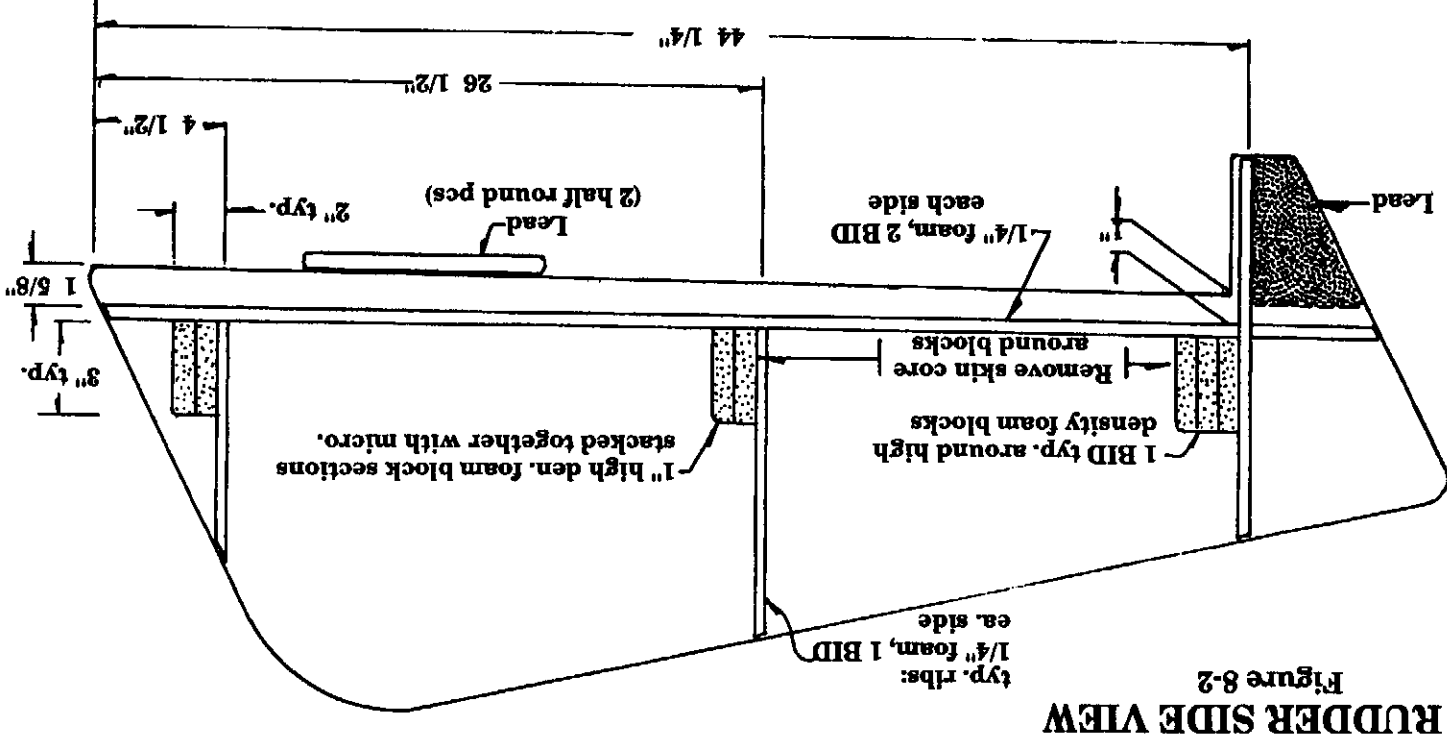 RUDDER SIDE VIEW
Figure 8-2
typ. ribs:
1/4" foam, 1 BID
ea. side
1 BID typ. around high
density foam blocks
1" high den. foam block sections
stacked together with micro.
3" typ.
Remove skin core
around blocks
1 5/8"
1"
1/4" foam, 2 BID
each side
Lead
(2 half round pcs)
2" typ.
Lead
4 1/2"
26 1/2"
44 1/4"